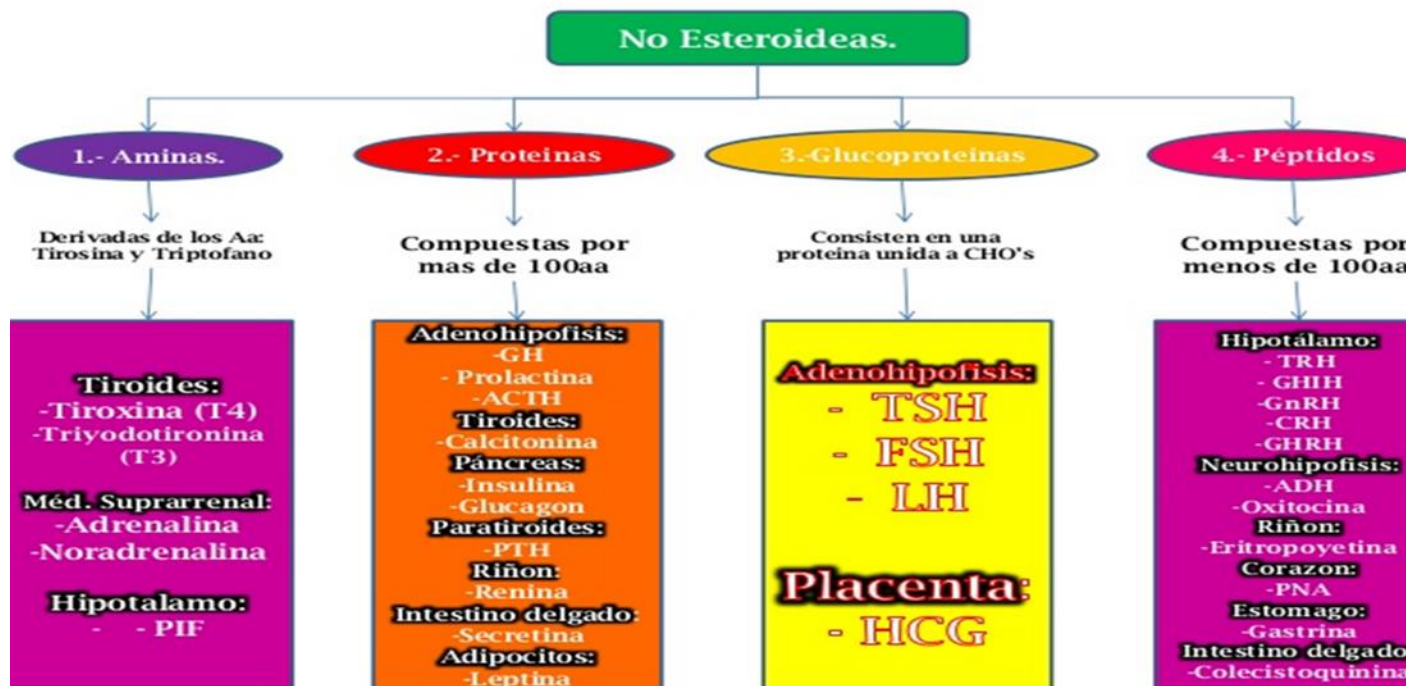 No Esteroideas.
1.- Aminas.
Derivadas de los Aa:
Tirosina y Triptofano
Tiroides:
-Tiroxina (T4)
-Triyodotironina
(T3)
Méd. Suprarrenal:
-Adrenalina
-Noradrenalina
Hipotalamo:
- - PIF
2.- Proteinas
Compuestas por
mas de 100aa
Adenohipofisis:
-GH
- Prolactina
-ACTH
Tiroides:
-Calcitonina
Páncreas:
-Insulina
-Glucagon
Paratiroides:
-PTH
Riñon:
-Renina
Intestino delgado:
-Secretina
Adipocitos:
-Leptina
3.-Glucoproteinas
Consisten en una
proteina unida a CHO's
Adenohipofisis:
- TSH
- FSH
- LH
Placenta:
- HCG
4.- Péptidos
Compuestas por
menos de 100aa
Hipotálamo:
- TRH
- GHIH
-GnRH
-CRH
-GHRH
Neurohipofisis:
-ADH
-Oxitocina
Riñon:
-Eritropoyetina
Corazon:
-PNA
Estomago:
-Gastrina
Intestino delgado
-Colecistoquinina